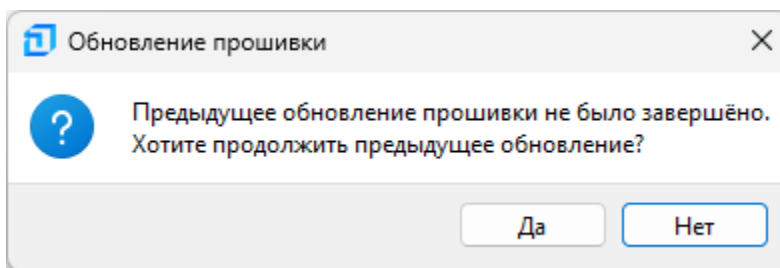 Обновление прошивки
Предыдущее обновление прошивки не было завершёно.
Хотите продолжить предыдущее обновление?
Да
Нет